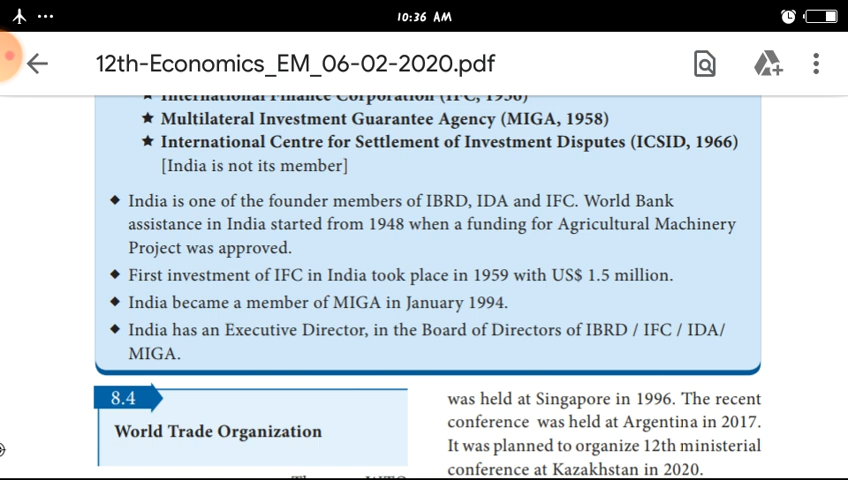 10:36 AM
12th-Economics_EM_06-02-2020.pdf
★ International Finance Corporation (IFC, 1956)
★ Multilateral Investment Guarantee Agency (MIGA, 1958)
★ International Centre for Settlement of Investment Disputes (ICSID, 1966)
[India is not its member]
◆ India is one of the founder members of IBRD, IDA and IFC. World Bank
assistance in India started from 1948 when a funding for Agricultural Machinery
Project was approved.
◆ First investment of IFC in India took place in 1959 with US$ 1.5 million.
◆ India became a member of MIGA in January 1994.
◆ India has an Executive Director, in the Board of Directors of IBRD / IFC / IDA/
MIGA.
8.4
World Trade Organization
was held at Singapore in 1996. The recent
conference was held at Argentina in 2017.
It was planned to organize 12th ministerial
conference at Kazakhstan in 2020.